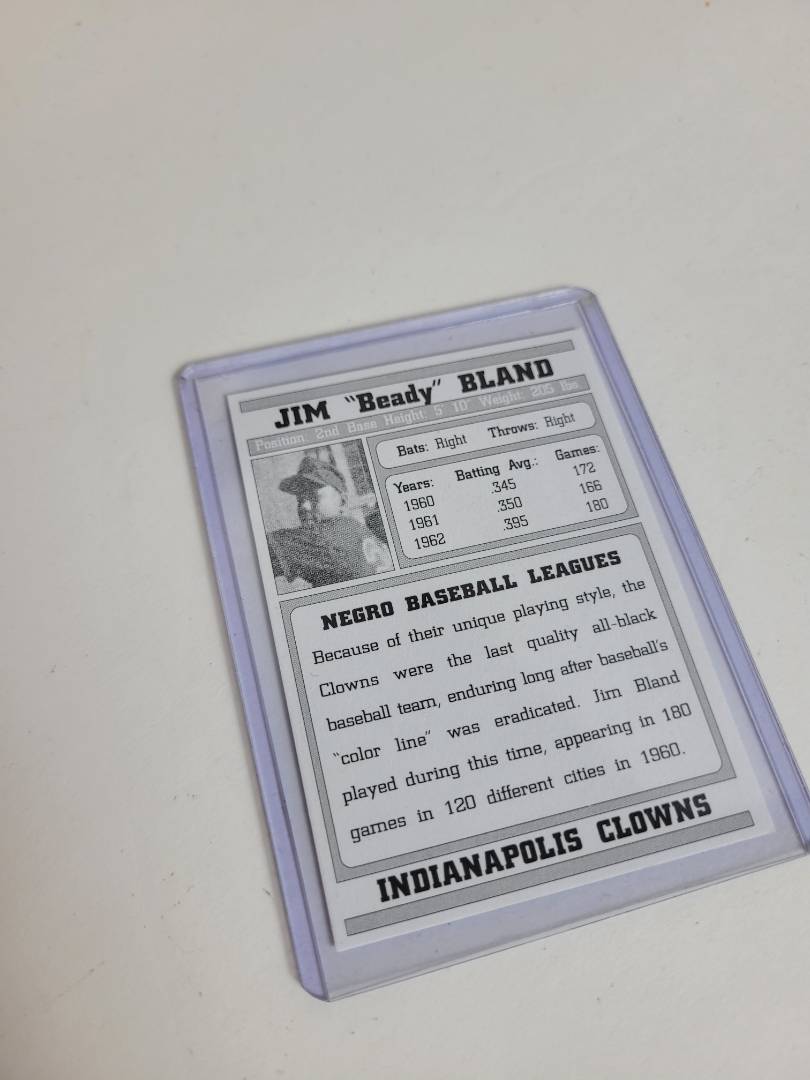 JIM "Beady" BLAND
Position: 2nd Base Height: 5' 10" Weight: 205 lbs
Bats: Right Throws: Right
Years: Batting Avg.: Games:
1960 .345 172
1961 .350 166
1962 .395 180
NEGRO BASEBALL LEAGUES
Because of their unique playing style, the
Clowns were the last quality all-black
baseball team, enduring long after baseball's
"color line" was eradicated. Jim Bland
played during this time, appearing in 180
games in 120 different cities in 1960.
INDIANAPOLIS CLOWNS